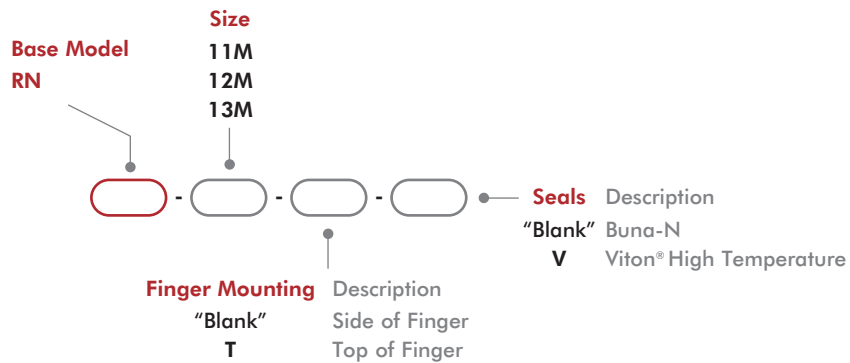 Size
Base Model
RN
11M
12M
13M
- - -
Seals Description
"Blank" Buna-N
V Viton® High Temperature
Finger Mounting Description
"Blank" Side of Finger
T Top of Finger